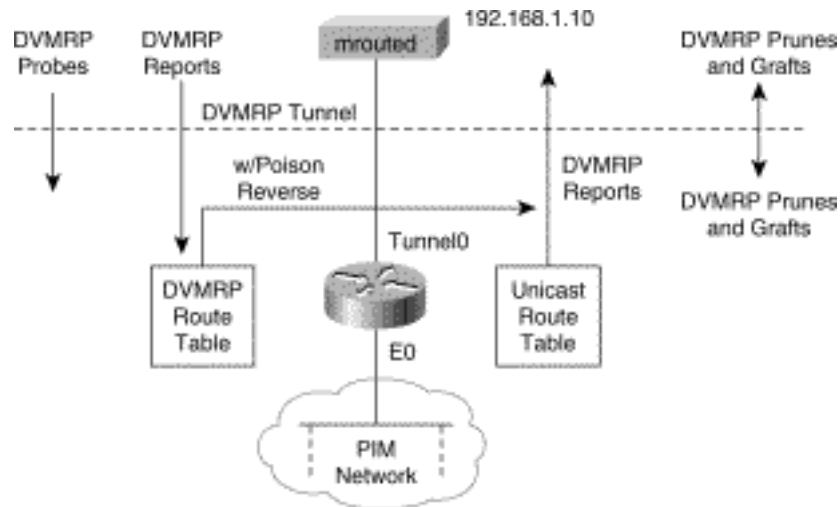 DVMRP
Probes
DVMRP
Reports
mrouted
192.168.1.10
DVMRP Prunes
and Grafts
DVMRP Tunnel
w/Poison
Reverse
DVMRP
Reports
DVMRP Prunes
and Grafts
Tunnel0
DVMRP
Route
Table
Unicast
Route
Table
E0
PIM
Network